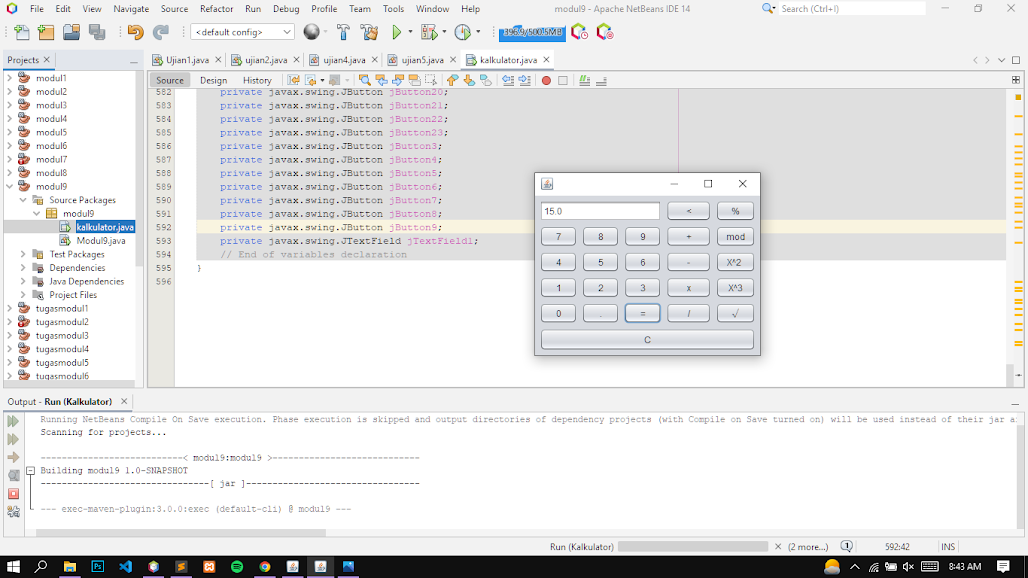 File Edit View Navigate Source Refactor Run Debug Profile Team Tools Window Help
modul9 - Apache NetBeans IDE 14
Search (Ctrl+I)
<default config>
396.9/500.5MB
Projects
Ujian1.java ujian2.java ujian4.java ujian5.java kalkulator.java
Source Design History
modul1
modul2
modul3
modul4
modul5
modul6
modul7
modul8
modul9
Source Packages
modul9
kalkulator.java
Modul9.java
Test Packages
Dependencies
Java Dependencies
Project Files
tugasmodul1
tugasmodul2
tugasmodul3
tugasmodul4
tugasmodul5
tugasmodul6
582 private javax.swing.JButton jButton20;
583 private javax.swing.JButton jButton21;
584 private javax.swing.JButton jButton22;
585 private javax.swing.JButton jButton23;
586 private javax.swing.JButton jButton3;
587 private javax.swing.JButton jButton4;
588 private javax.swing.JButton jButton5;
589 private javax.swing.JButton jButton6;
590 private javax.swing.JButton jButton7;
591 private javax.swing.JButton jButton8;
592 private javax.swing.JButton jButton9;
593 private javax.swing.JTextField jTextField1;
594 // End of variables declaration
595 }
596
15.0 < %
7 8 9 + mod
4 5 6 - X^2
1 2 3 x X^3
0 . = / √
C
Output - Run (Kalkulator)
Running NetBeans Compile On Save execution. Phase execution is skipped and output directories of dependency projects (with Compile on Save turned on) will be used instead of their jar a
Scanning for projects...
---------------------------< modul9:modul9 >----------------------------
Building modul9 1.0-SNAPSHOT
--------------------------------[ jar ]---------------------------------
--- exec-maven-plugin:3.0.0:exec (default-cli) @ modul9 ---
Run (Kalkulator) (2 more...) 1 592:42 INS
Ps 8:43 AM